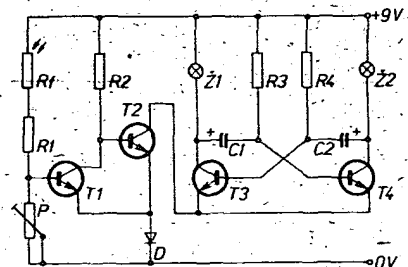 +9V
Rf
R2
Ž1
R3
R4
Ž2
T2
+
C1
C2
+
R1
T1
T3
T4
P
D
0V